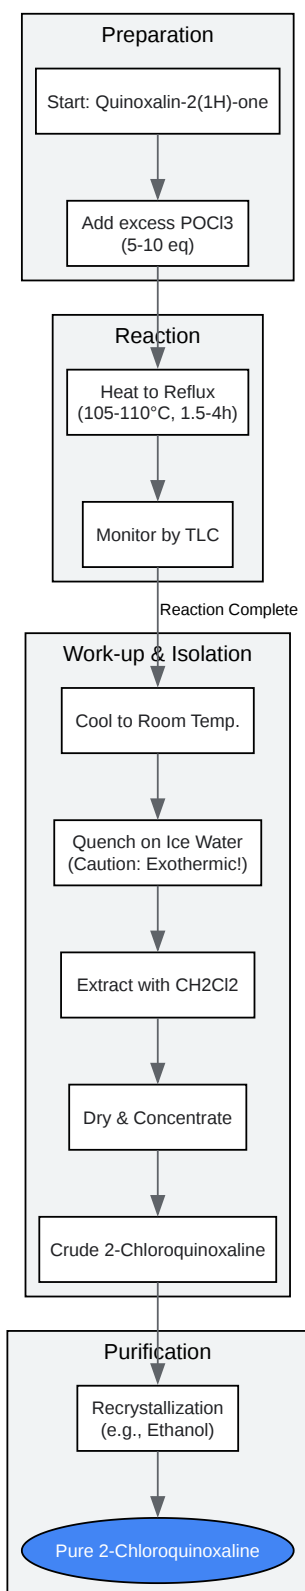 Preparation
Start: Quinoxalin-2(1H)-one
Add excess POCl3
(5-10 eq)
Reaction
Heat to Reflux
(105-110°C, 1.5-4h)
Monitor by TLC
Reaction Complete
Work-up & Isolation
Cool to Room Temp.
Quench on Ice Water
(Caution: Exothermic!)
Extract with CH2Cl2
Dry & Concentrate
Crude 2-Chloroquinoxaline
Purification
Recrystallization
(e.g., Ethanol)
Pure 2-Chloroquinoxaline